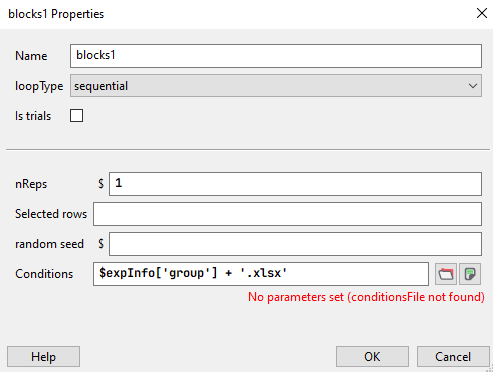 blocks1 Properties
Name blocks1
loopType sequential
Is trials
nReps $ 1
Selected rows
random seed $
Conditions $expInfo['group'] + '.xlsx'
No parameters set (conditionsFile not found)
Help OK Cancel